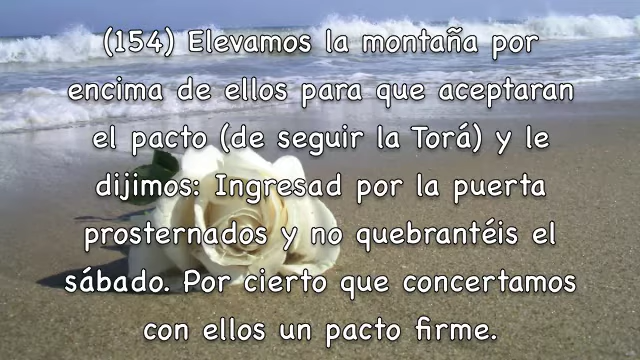 (154) Elevamos la montaña por
encima de ellos para que aceptaran
el pacto (de seguir la Torá) y le
dijimos: Ingresad por la puerta
prosternados y no quebrantéis el
sábado. Por cierto que concertamos
con ellos un pacto firme.